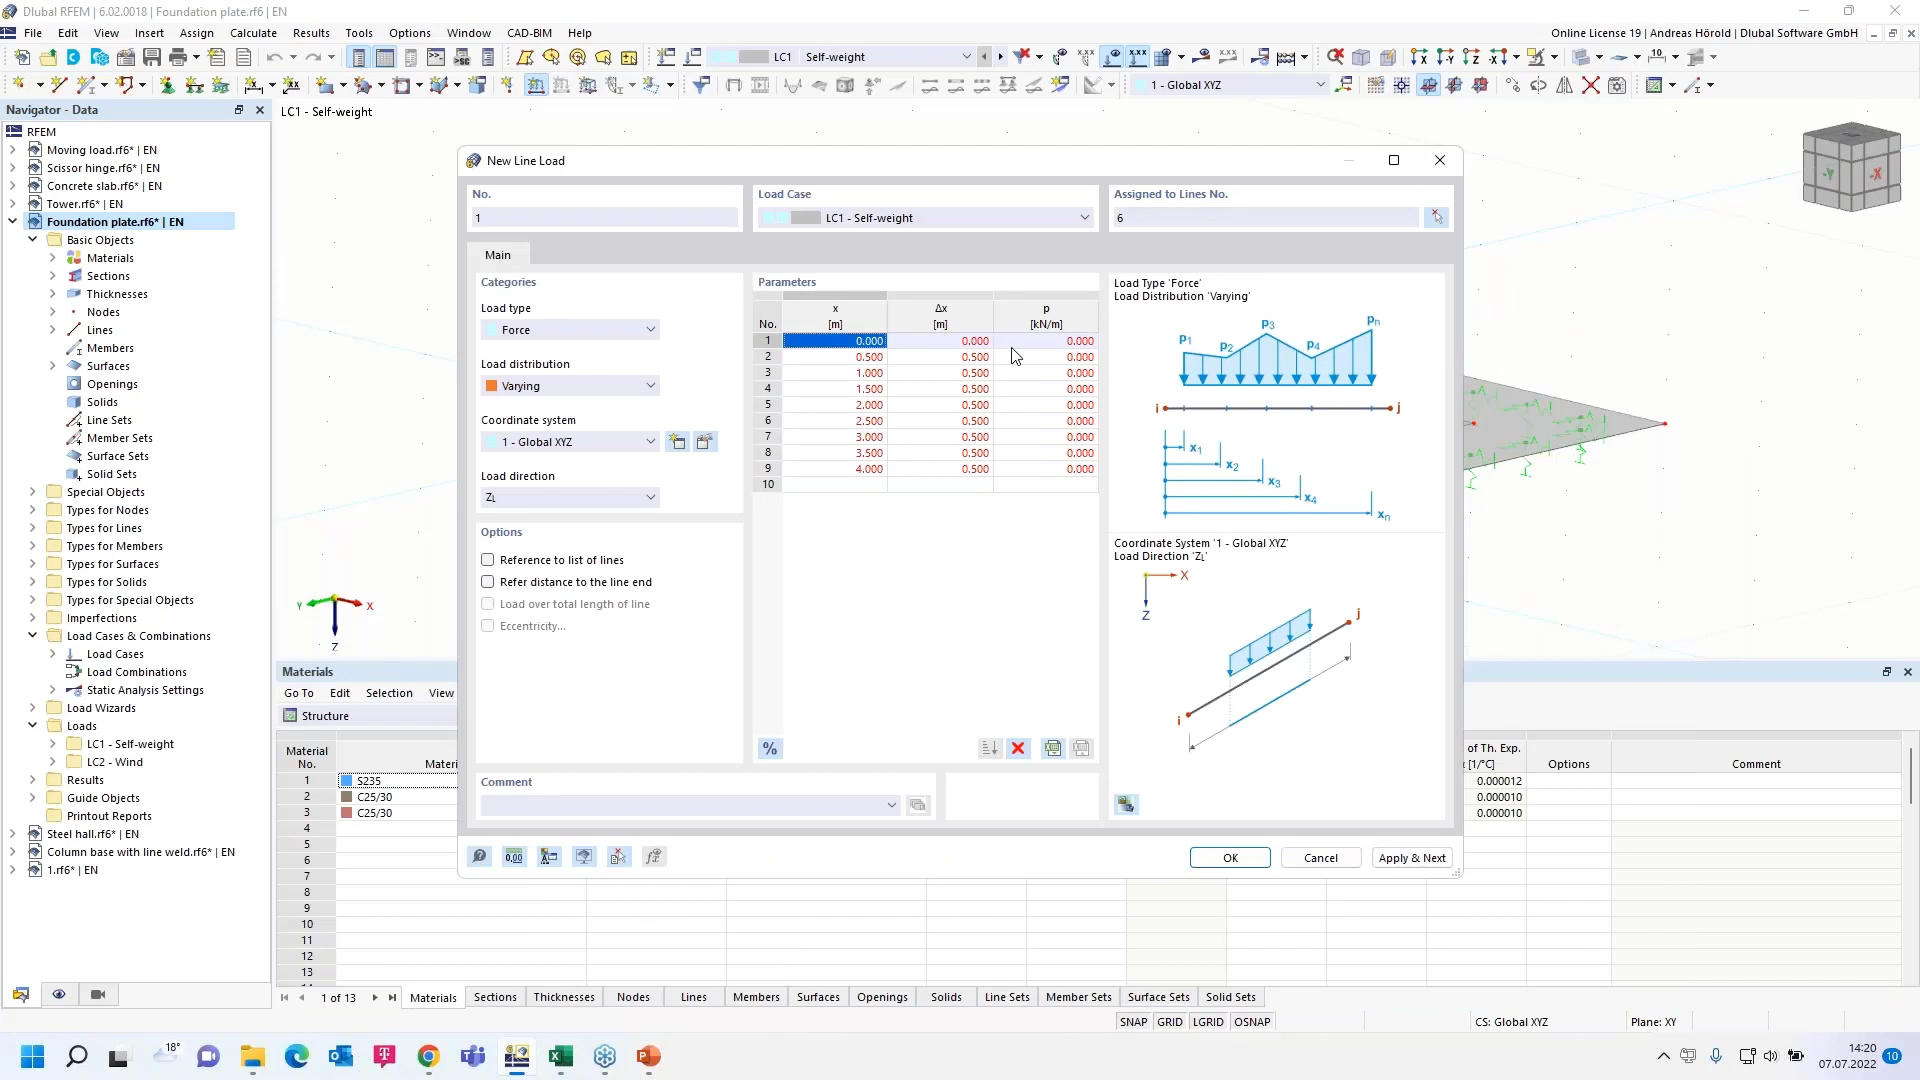 Dlubal RFEM | 6.02.0018 | Foundation plate.rf6 | EN
File Edit View Insert Assign Calculate Results Tools Options Window CAD-BIM Help
Online License 19 | Andreas Hörold | Dlubal Software GmbH
LC1 Self-weight
1 - Global XYZ
Navigator - Data
LC1 - Self-weight
RFEM
Moving load.rf6* | EN
Scissor hinge.rf6* | EN
Concrete slab.rf6* | EN
Tower.rf6* | EN
Foundation plate.rf6* | EN
Basic Objects
Materials
Sections
Thicknesses
Nodes
Lines
Members
Surfaces
Openings
Solids
Line Sets
Member Sets
Surface Sets
Solid Sets
Special Objects
Types for Nodes
Types for Lines
Types for Members
Types for Surfaces
Types for Solids
Types for Special Objects
Imperfections
Load Cases & Combinations
Load Cases
Load Combinations
Static Analysis Settings
Load Wizards
Loads
LC1 - Self-weight
LC2 - Wind
Results
Guide Objects
Printout Reports
Steel hall.rf6* | EN
Column base with line weld.rf6* | EN
1.rf6* | EN
New Line Load
No.
1
Load Case
LC1 - Self-weight
Assigned to Lines No.
6
Main
Categories
Load type
Force
Load distribution
Varying
Coordinate system
1 - Global XYZ
Load direction
ZL
Options
Reference to list of lines
Refer distance to the line end
Load over total length of line
Eccentricity...
Parameters
x Δx p
No. [m] [m] [kN/m]
1 0.000 0.000 0.000
2 0.500 0.500 0.000
3 1.000 0.500 0.000
4 1.500 0.500 0.000
5 2.000 0.500 0.000
6 2.500 0.500 0.000
7 3.000 0.500 0.000
8 3.500 0.500 0.000
9 4.000 0.500 0.000
10
%
Comment
Load Type 'Force'
Load Distribution 'Varying'
p1 p2 p3 p4 pn
i j
x1
x2
x3
x4
xn
Coordinate System '1 - Global XYZ'
Load Direction 'ZL'
X
Z
j
i
0,00
OK Cancel Apply & Next
-Y -X
Y X
Z
Materials
Go To Edit Selection View
Structure
Material
No. Materi
1 S235
2 C25/30
3 C25/30
4
5
6
7
8
9
10
11
12
13
of Th. Exp.
[1/°C] Options Comment
0.000012
0.000010
0.000010
1 of 13 Materials Sections Thicknesses Nodes Lines Members Surfaces Openings Solids Line Sets Member Sets Surface Sets Solid Sets
SNAP GRID LGRID OSNAP CS: Global XYZ Plane: XY
18°
14:20
07.07.2022
10